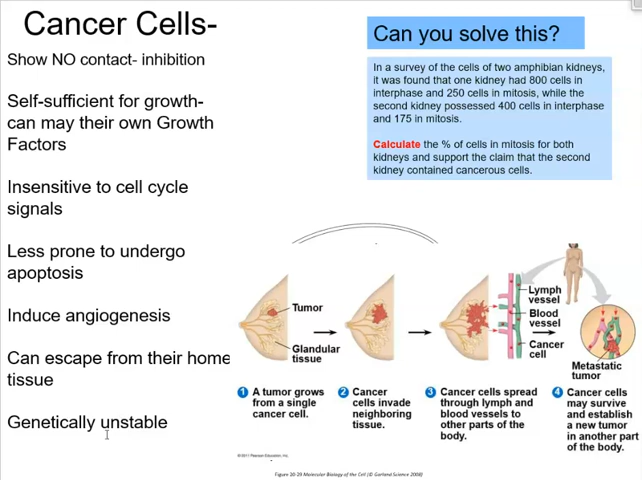 Cancer Cells-
Show NO contact- inhibition
Self-sufficient for growth-
can may their own Growth
Factors
Insensitive to cell cycle
signals
Less prone to undergo
apoptosis
Induce angiogenesis
Can escape from their home
tissue
Genetically unstable
Can you solve this?
In a survey of the cells of two amphibian kidneys,
it was found that one kidney had 800 cells in
interphase and 250 cells in mitosis, while the
second kidney possessed 400 cells in interphase
and 175 in mitosis.
Calculate the % of cells in mitosis for both
kidneys and support the claim that the second
kidney contained cancerous cells.
Tumor
Glandular
tissue
Lymph
vessel
Blood
vessel
Cancer
cell
Metastatic
tumor
1 A tumor grows
from a single
cancer cell.
2 Cancer
cells invade
neighboring
tissue.
3 Cancer cells spread
through lymph and
blood vessels to
other parts of the
body.
4 Cancer cells
may survive and
establish
a new tumor
in another part
of the body.
© 2011 Pearson Education, Inc.
Figure 20-29 Molecular Biology of the Cell (© Garland Science 2008)